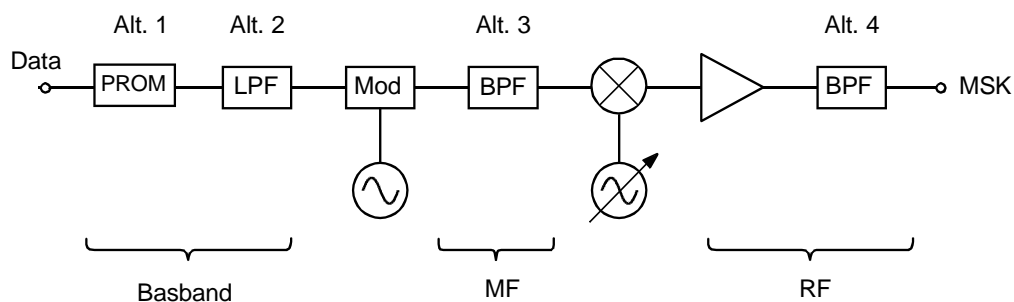 Alt. 1 Alt. 2 Alt. 3 Alt. 4
Data PROM LPF Mod BPF BPF MSK
Basband MF RF